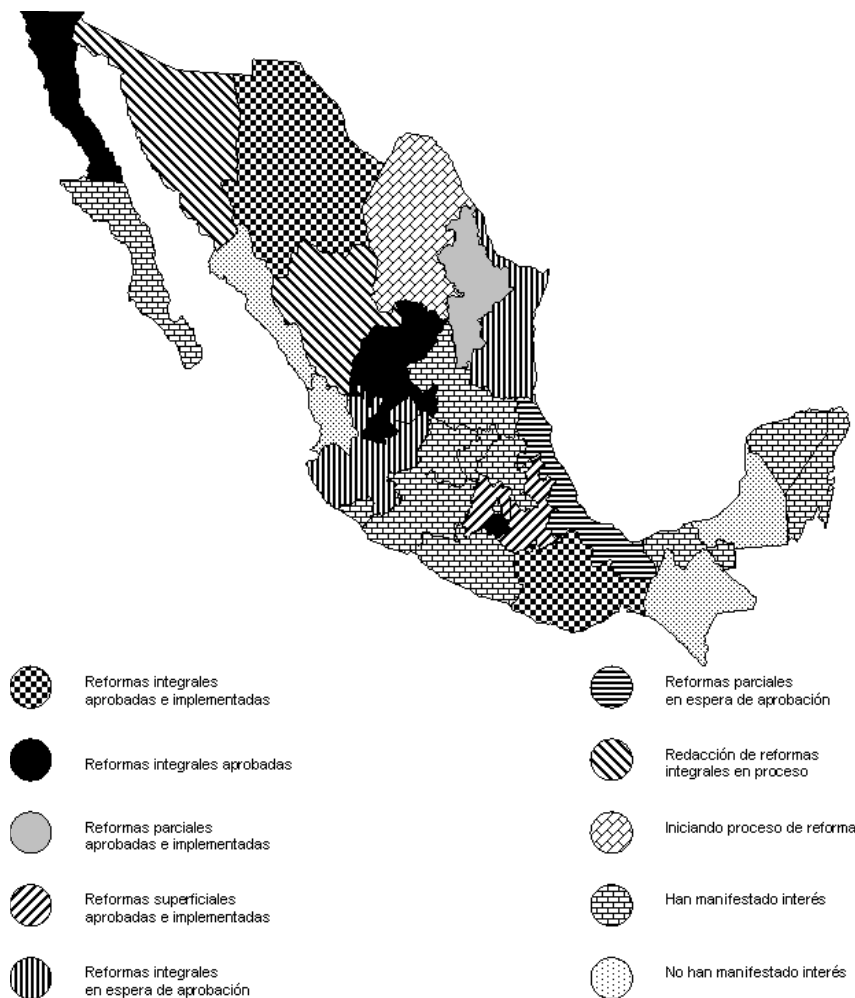 Reformas integrales
aprobadas e implementadas
Reformas integrales aprobadas
Reformas parciales
aprobadas e implementadas
Reformas superficiales
aprobadas e implementadas
Reformas integrales
en espera de aprobación
Reformas parciales
en espera de aprobación
Redacción de reformas
integrales en proceso
Iniciando proceso de reforma
Han manifestado interés
No han manifestado interés